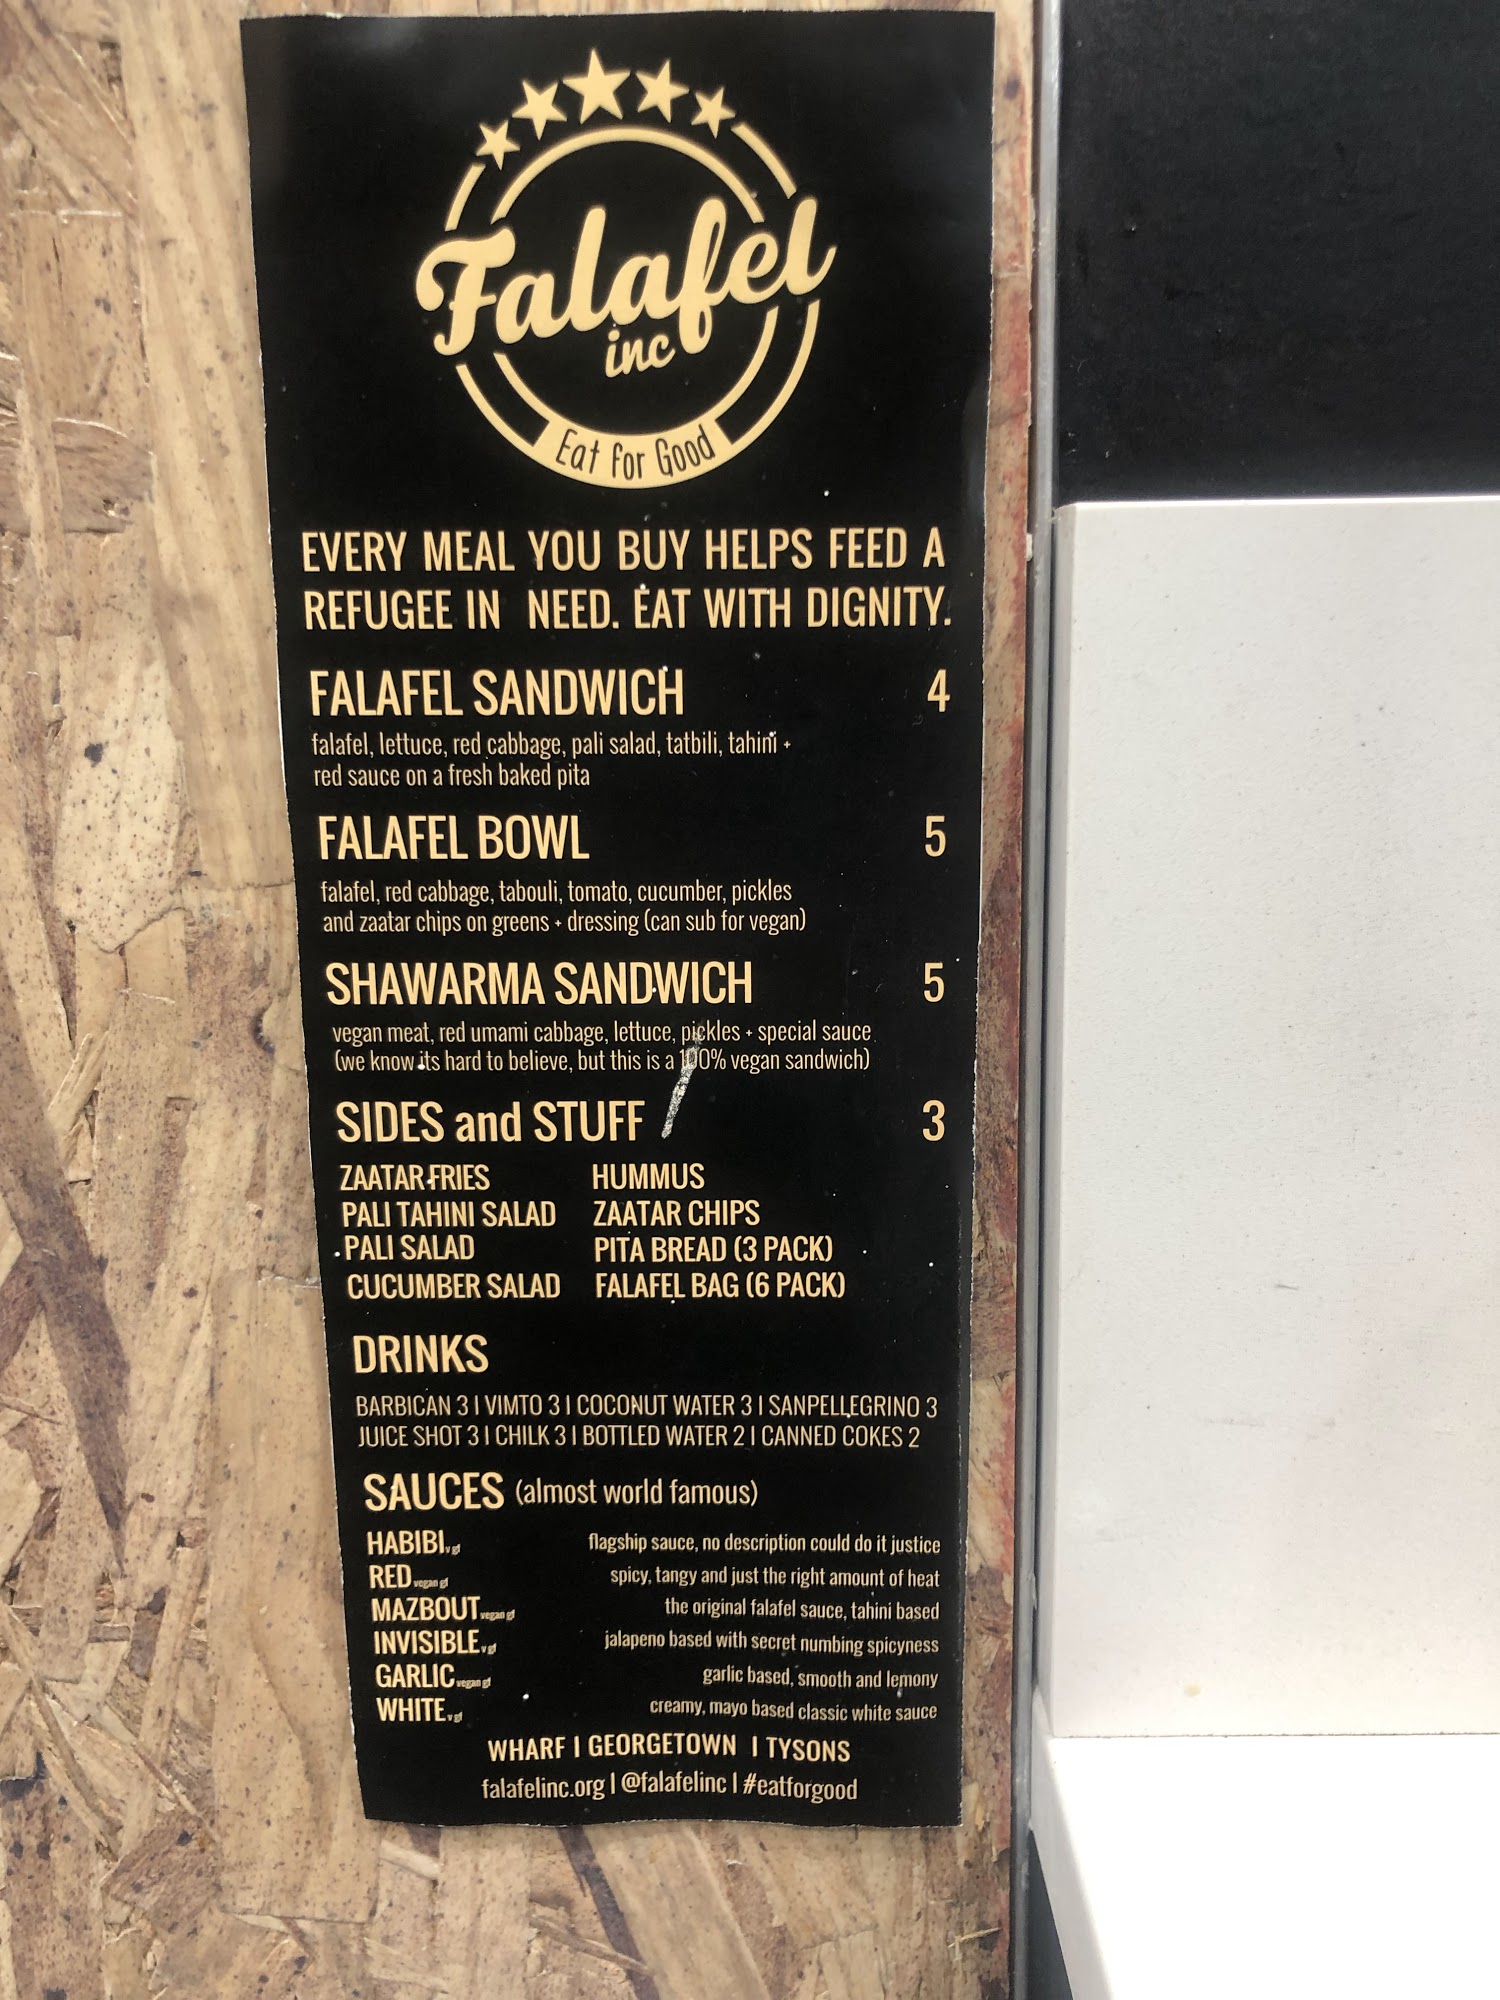 Falafel
inc
Eat for Good
EVERY MEAL YOU BUY HELPS FEED A
REFUGEE IN NEED. EAT WITH DIGNITY.
FALAFEL SANDWICH 4
falafel, lettuce, red cabbage, pali salad, tatbili, tahini +
red sauce on a fresh baked pita
FALAFEL BOWL 5
falafel, red cabbage, tabouli, tomato, cucumber, pickles
and zaatar chips on greens + dressing (can sub for vegan)
SHAWARMA SANDWICH 5
vegan meat, red umami cabbage, lettuce, pickles + special sauce
(we know its hard to believe, but this is a 100% vegan sandwich)
SIDES and STUFF 3
ZAATAR FRIES HUMMUS
PALI TAHINI SALAD ZAATAR CHIPS
PALI SALAD PITA BREAD (3 PACK)
CUCUMBER SALAD FALAFEL BAG (6 PACK)
DRINKS
BARBICAN 3 | VIMTO 3 | COCONUT WATER 3 | SANPELLEGRINO 3
JUICE SHOT 3 | CHILK 3 | BOTTLED WATER 2 | CANNED COKES 2
SAUCES (almost world famous)
HABIBI v gf flagship sauce, no description could do it justice
RED vegan gf spicy, tangy and just the right amount of heat
MAZBOUT vegan gf the original falafel sauce, tahini based
INVISIBLE v gf jalapeno based with secret numbing spicyness
GARLIC vegan gf garlic based, smooth and lemony
WHITE v gf creamy, mayo based classic white sauce
WHARF | GEORGETOWN | TYSONS
falafelinc.org | @falafelinc | #eatforgood